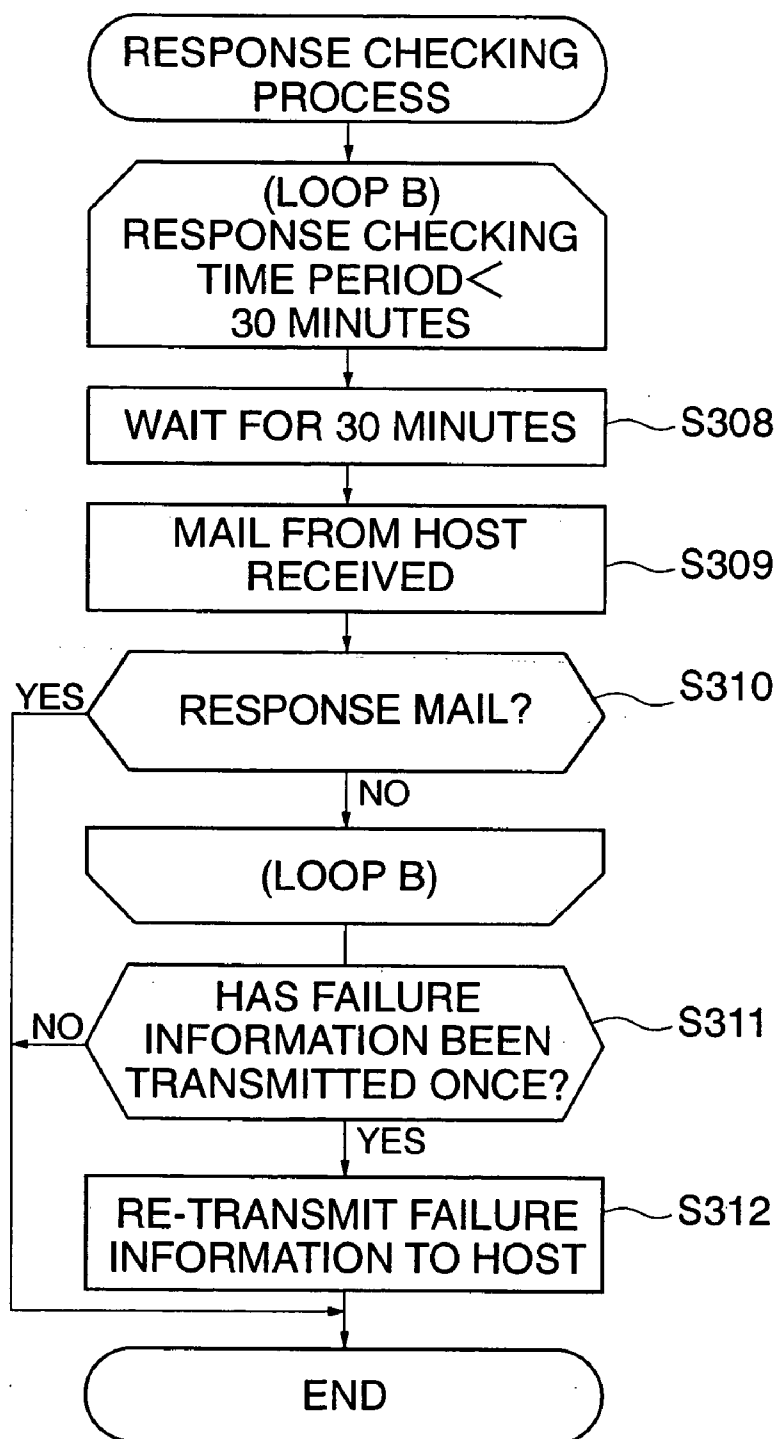 RESPONSE CHECKING
PROCESS
(LOOP B)
RESPONSE CHECKING
TIME PERIOD<
30 MINUTES
WAIT FOR 30 MINUTES
S308
MAIL FROM HOST
RECEIVED
S309
RESPONSE MAIL?
S310
YES
NO
(LOOP B)
HAS FAILURE
INFORMATION BEEN
TRANSMITTED ONCE?
S311
NO
YES
RE-TRANSMIT FAILURE
INFORMATION TO HOST
S312
END